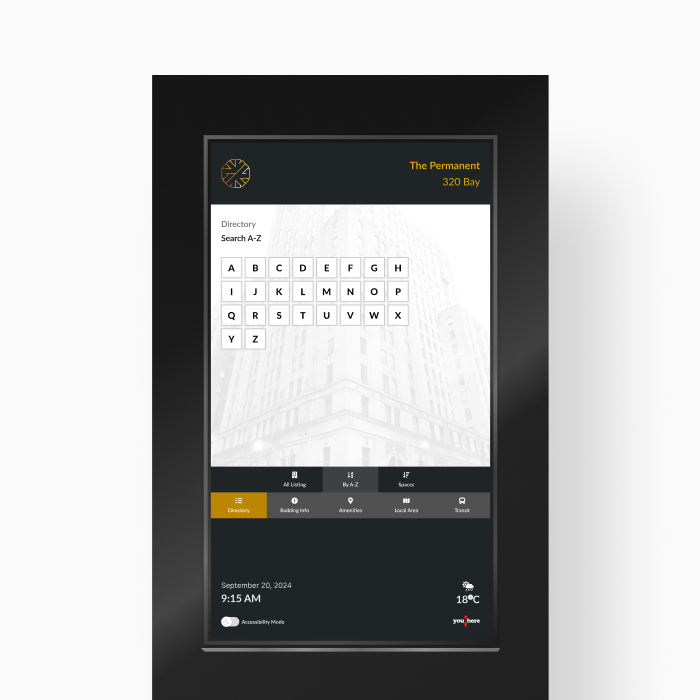 The Permanent
320 Bay
Directory
Search A-Z
A B C D E F G H
I J K L M N O P
Q R S T U V W X
Y Z
All Listing By A-Z Spaces
Directory Building Info Amenities Local Area Transit
September 20, 2024
9:15 AM
18°C
Accessibility Mode
you here